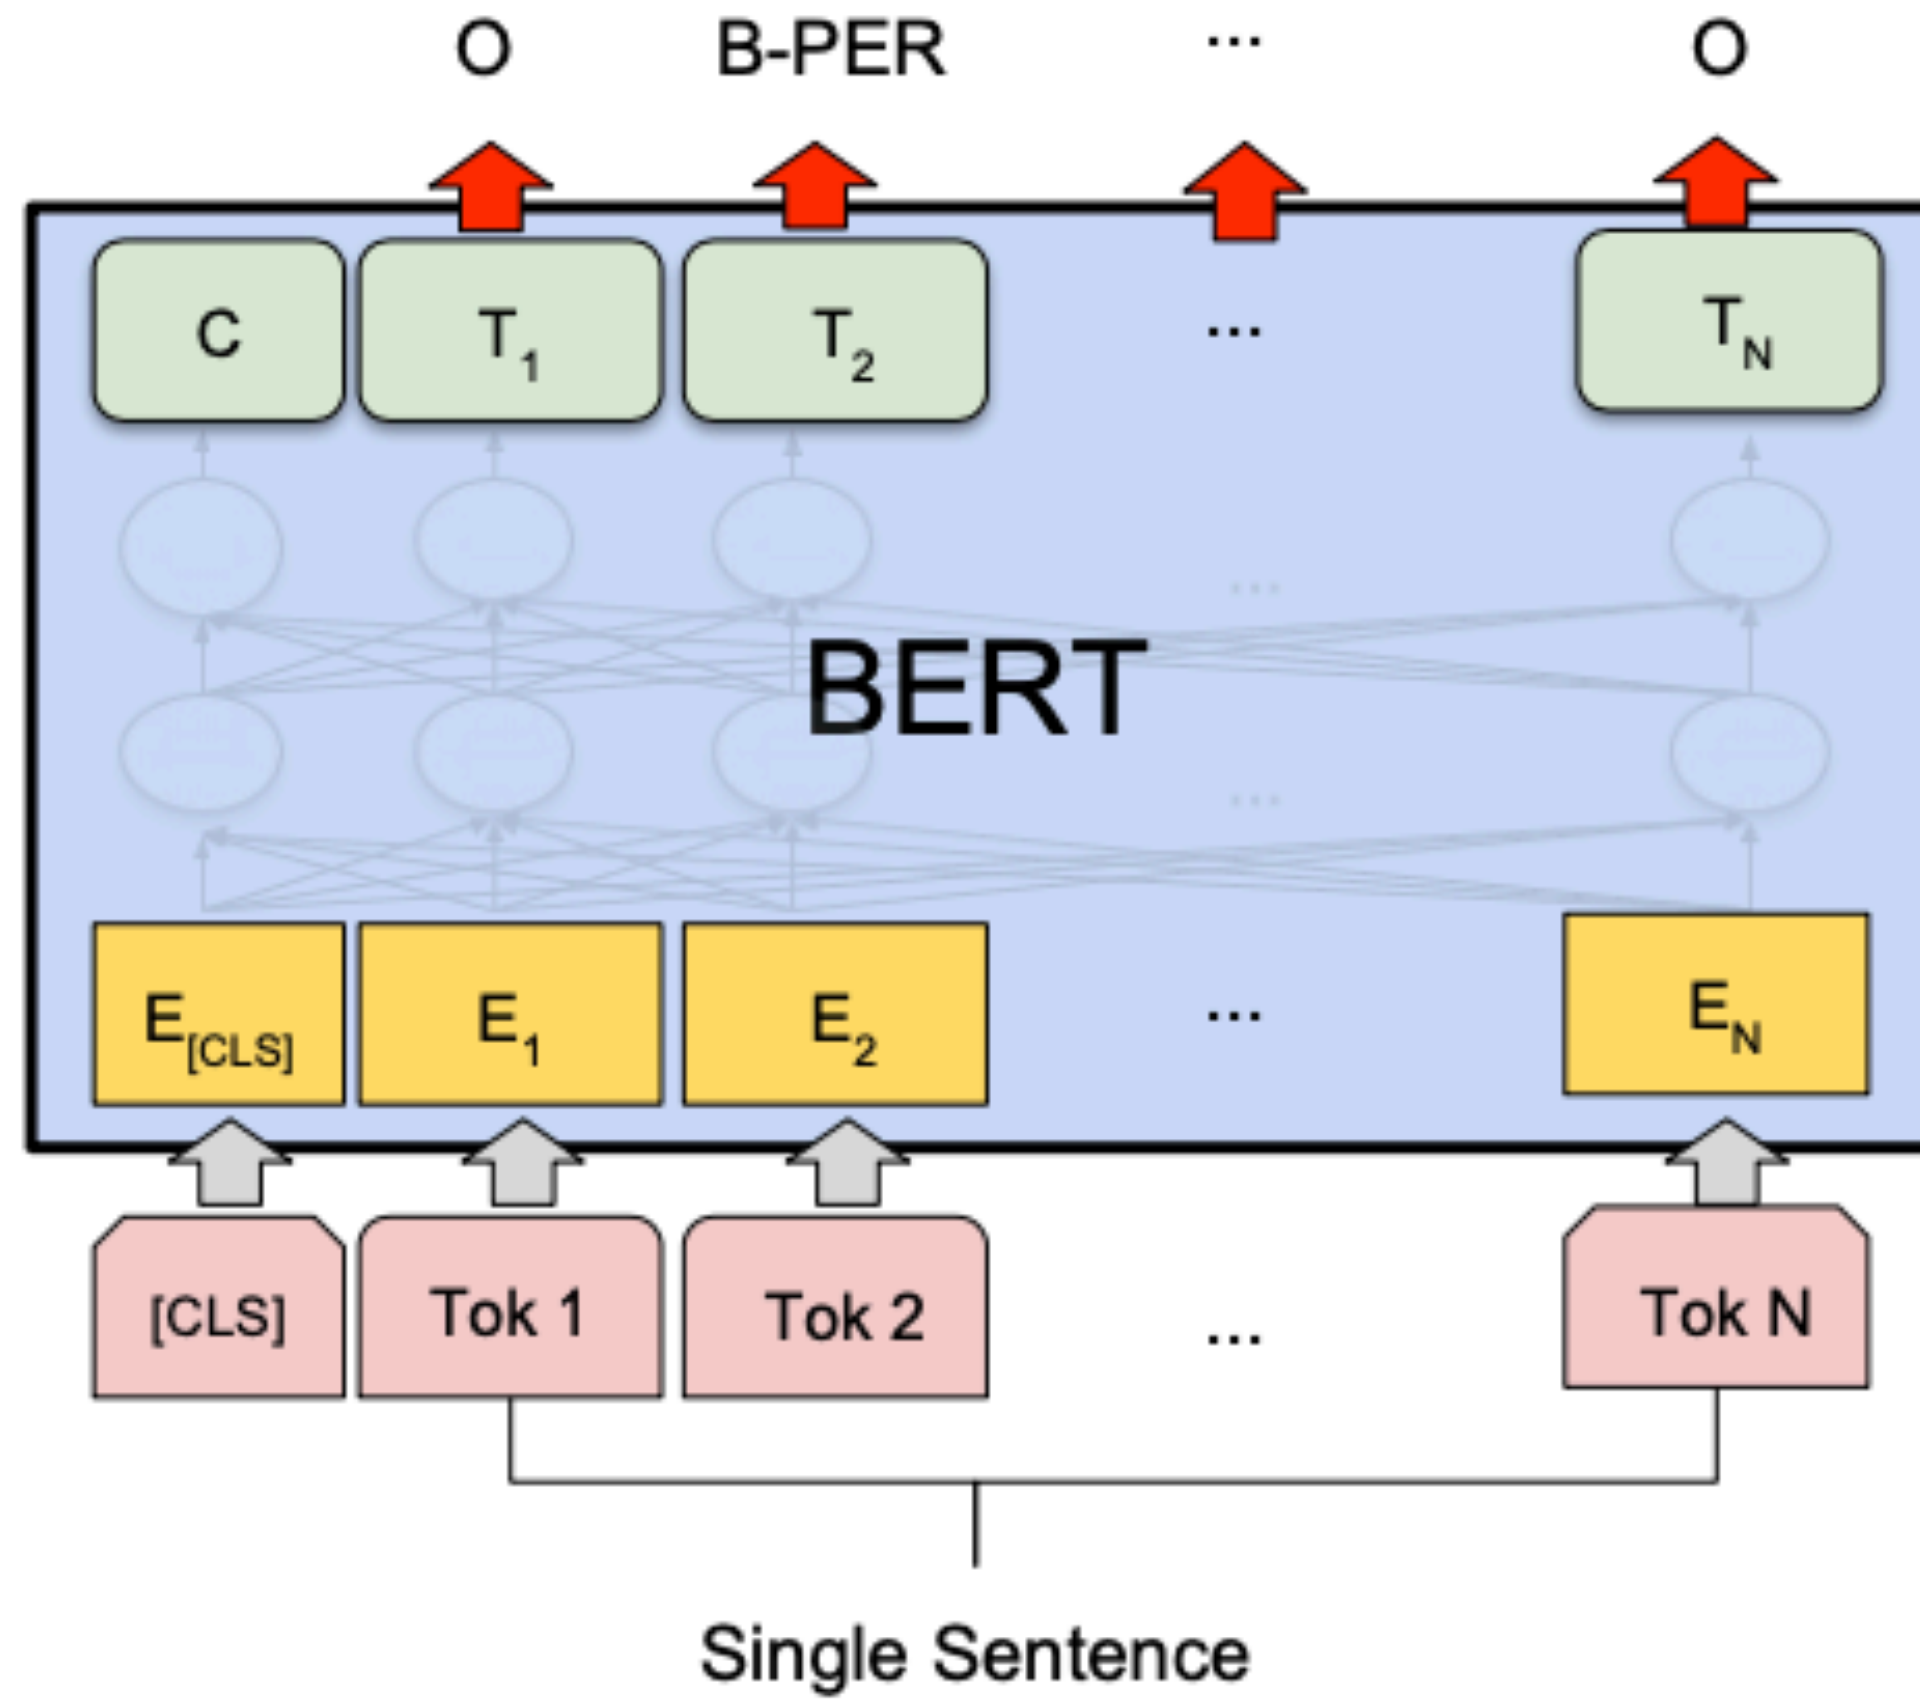 O B-PER ... O
C T1 T2 ... TN
...
BERT
...
E[CLS] E1 E2 ... EN
[CLS] Tok 1 Tok 2 ... Tok N
Single Sentence